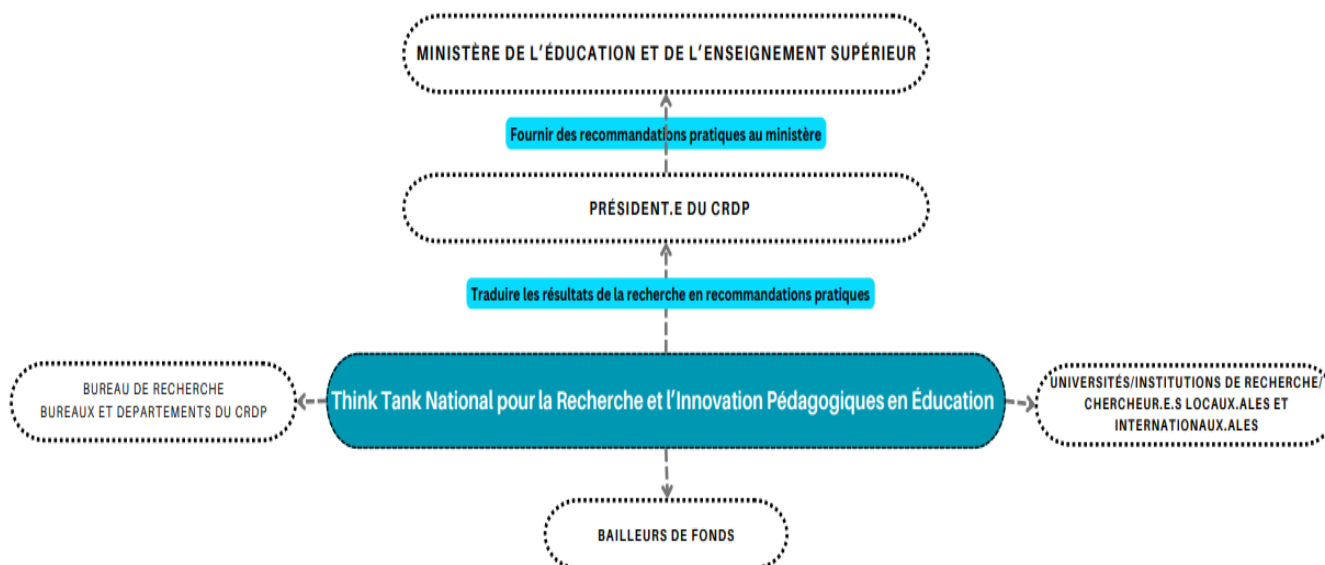 MINISTÈRE DE L'ÉDUCATION ET DE L'ENSEIGNEMENT SUPÉRIEUR
Fournir des recommandations pratiques au ministère
PRÉSIDENT.E DU CRDP
Traduire les résultats de la recherche en recommandations pratiques
BUREAU DE RECHERCHE
BUREAUX ET DEPARTEMENTS DU CRDP
Think Tank National pour la Recherche et l'Innovation Pédagogiques en Éducation
UNIVERSITÉS/INSTITUTIONS DE RECHERCHE/
CHERCHEUR.E.S LOCAUX.ALES ET
INTERNATIONAUX.ALES
BAILLEURS DE FONDS